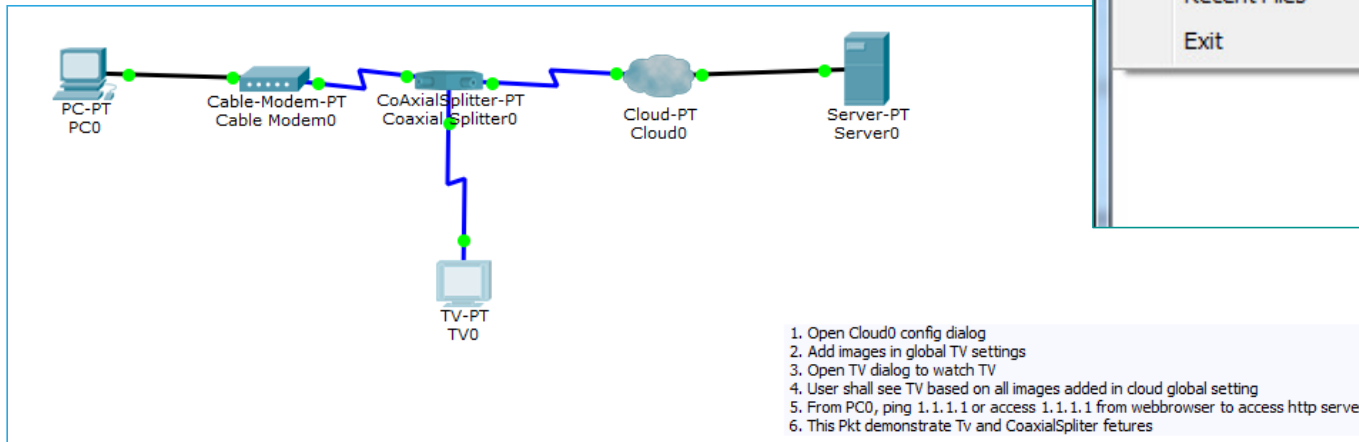 Recent Files
Exit
PC-PT
PC0
Cable-Modem-PT
Cable Modem0
CoAxialSplitter-PT
Coaxial Splitter0
Cloud-PT
Cloud0
Server-PT
Server0
TV-PT
TV0
1. Open Cloud0 config dialog
2. Add images in global TV settings
3. Open TV dialog to watch TV
4. User shall see TV based on all images added in cloud global setting
5. From PC0, ping 1.1.1.1 or access 1.1.1.1 from webbrowser to access http serve
6. This Pkt demonstrate Tv and CoaxialSpliter fetures